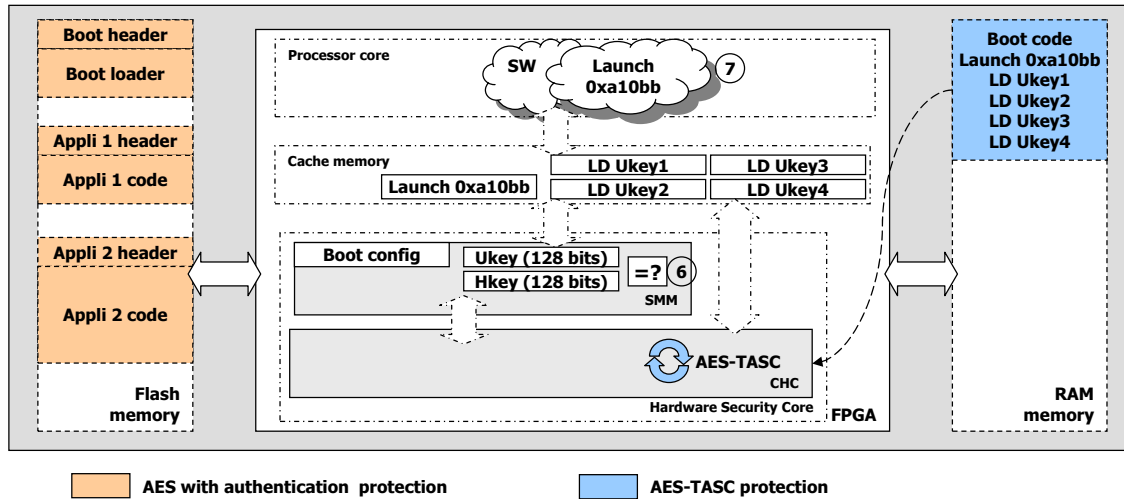 Boot header
Boot loader
Appli 1 header
Appli 1 code
Appli 2 header
Appli 2 code
Flash
memory
Processor core
SW
Launch
0xa10bb
7
Cache memory
Launch 0xa10bb
LD Ukey1
LD Ukey3
LD Ukey2
LD Ukey4
Boot config
Ukey (128 bits)
Hkey (128 bits)
=?
6
SMM
AES-TASC
CHC
Hardware Security Core
FPGA
Boot code
Launch 0xa10bb
LD Ukey1
LD Ukey2
LD Ukey3
LD Ukey4
RAM
memory
AES with authentication protection
AES-TASC protection